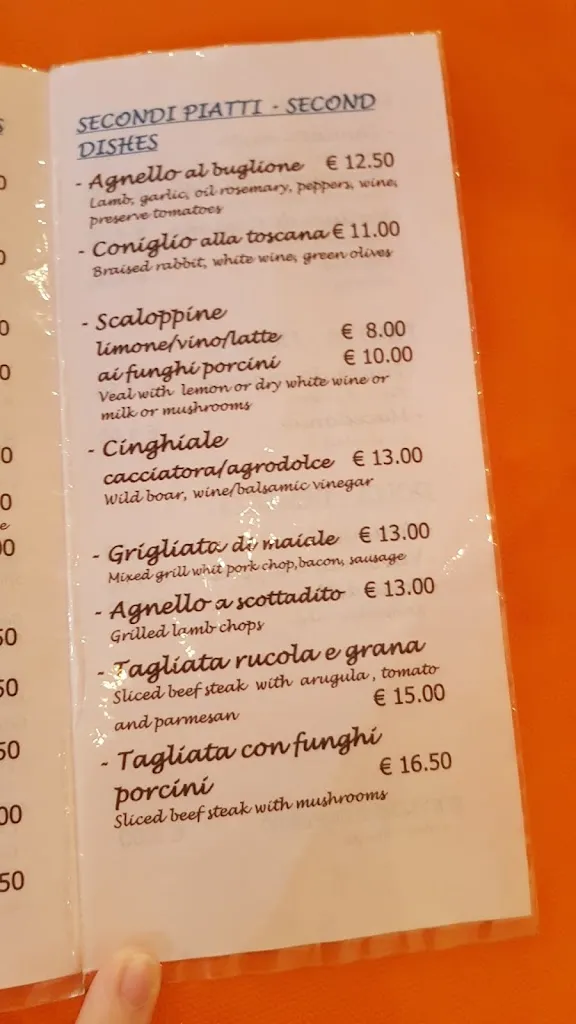 SECONDI PIATTI - SECOND
DISHES
- Agnello al buglione € 12.50
Lamb, garlic, oil rosemary, peppers, wine,
preserve tomatoes
- Coniglio alla toscana € 11.00
Braised rabbit, white wine, green olives
- Scaloppine
limone/vino/latte € 8.00
ai funghi porcini € 10.00
Veal with lemon or dry white wine or
milk or mushrooms
- Cinghiale
cacciatora/agrodolce € 13.00
Wild boar, wine/balsamic vinegar
- Grigliata di maiale € 13.00
Mixed grill whit pork chop,bacon, sausage
- Agnello a scottadito € 13.00
Grilled lamb chops
- Tagliata rucola e grana
Sliced beef steak with arugula, tomato
and parmesan € 15.00
- Tagliata con funghi
porcini € 16.50
Sliced beef steak with mushrooms